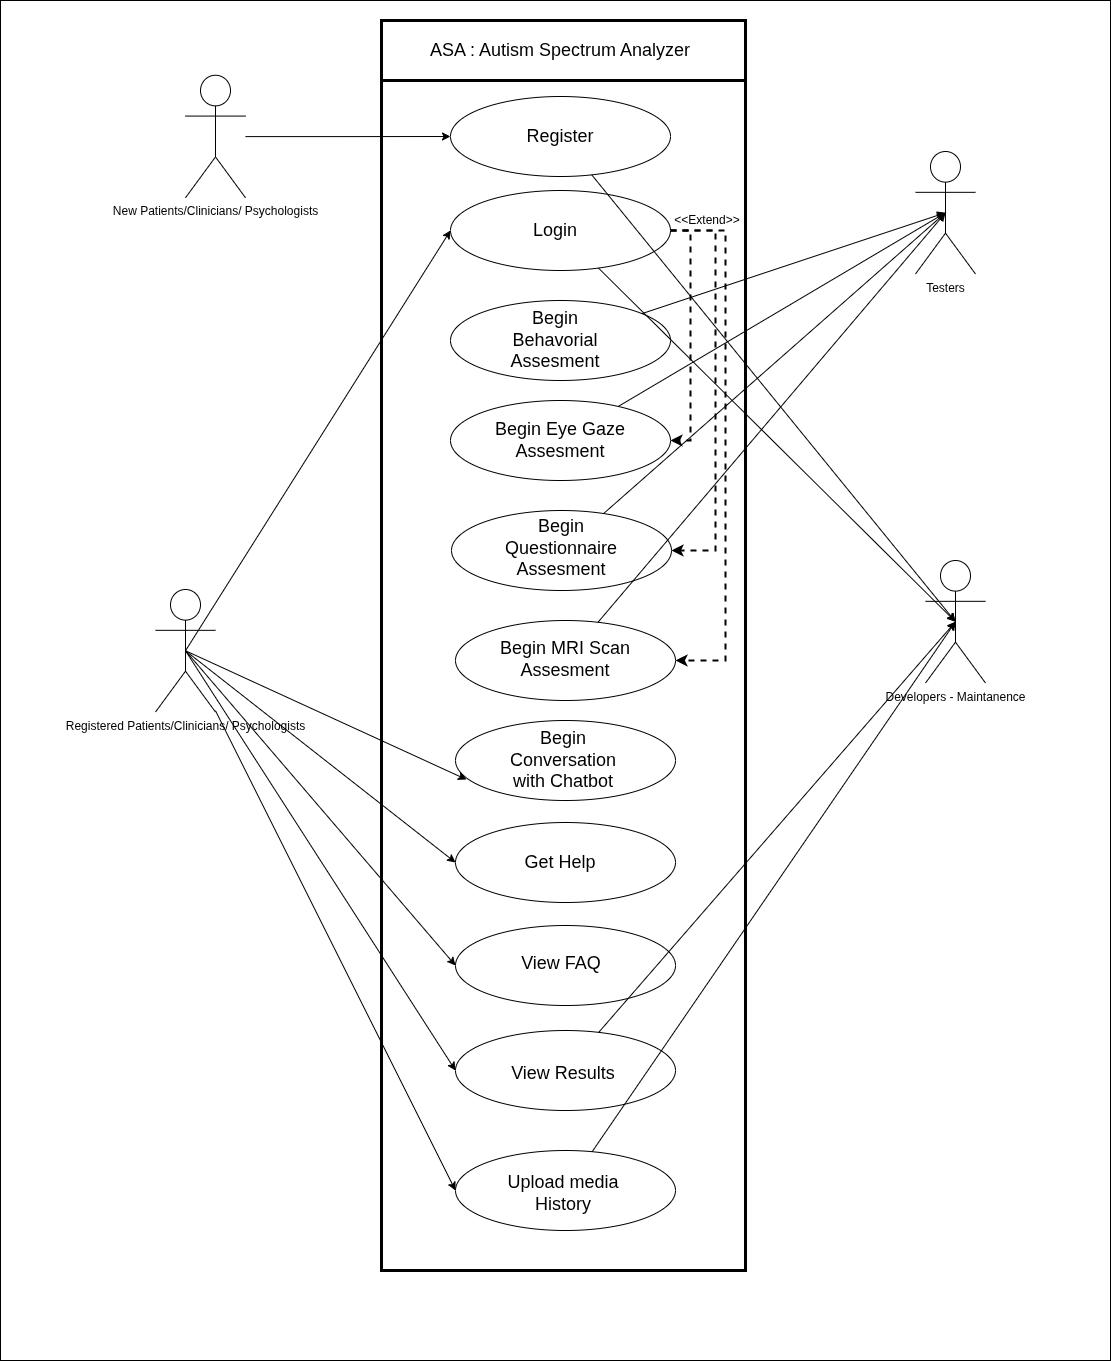 ASA : Autism Spectrum Analyzer
Register
New Patients/Clinicians/ Psychologists
Login
<<Extend>>
Testers
Begin
Behavorial
Assesment
Begin Eye Gaze
Assesment
Begin
Questionnaire
Assesment
Begin MRI Scan
Assesment
Developers - Maintanence
Registered Patients/Clinicians/ Psychologists
Begin
Conversation
with Chatbot
Get Help
View FAQ
View Results
Upload media
History